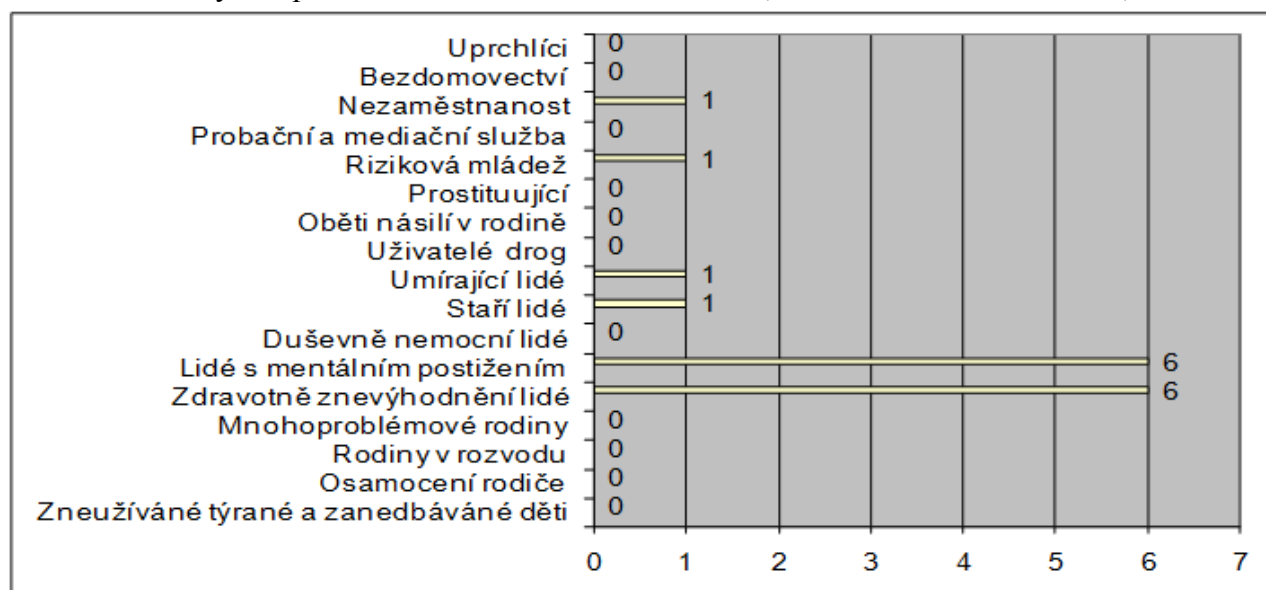 Uprchlíci 0
Bezdomovectví 0
Nezaměstnanost 1
Probační a mediační služba 0
Riziková mládež 1
Prostituující 0
Oběti násilí v rodině 0
Uživatelé drog 0
Umírající lidé 1
Staří lidé 1
Duševně nemocní lidé 0
Lidé s mentálním postižením 6
Zdravotně znevýhodnění lidé 6
Mnohoproblémové rodiny 0
Rodiny v rozvodu 0
Osamocení rodiče 0
Zneužíváné týrané a zanedbáváné děti 0
0 1 2 3 4 5 6 7